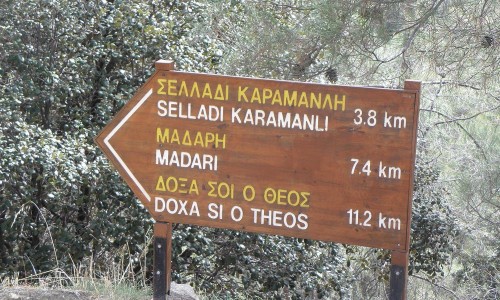 ΣΕΛΛΑΔΙ ΚΑΡΑΜΑΝΛΗ
SELLADI KARAMANLI 3.8 km
ΜΑΔΑΡΗ
MADARI 7.4 km
ΔΟΞΑ ΣΟΙ Ο ΘΕΟΣ
DOXA SI O THEOS 11.2 km